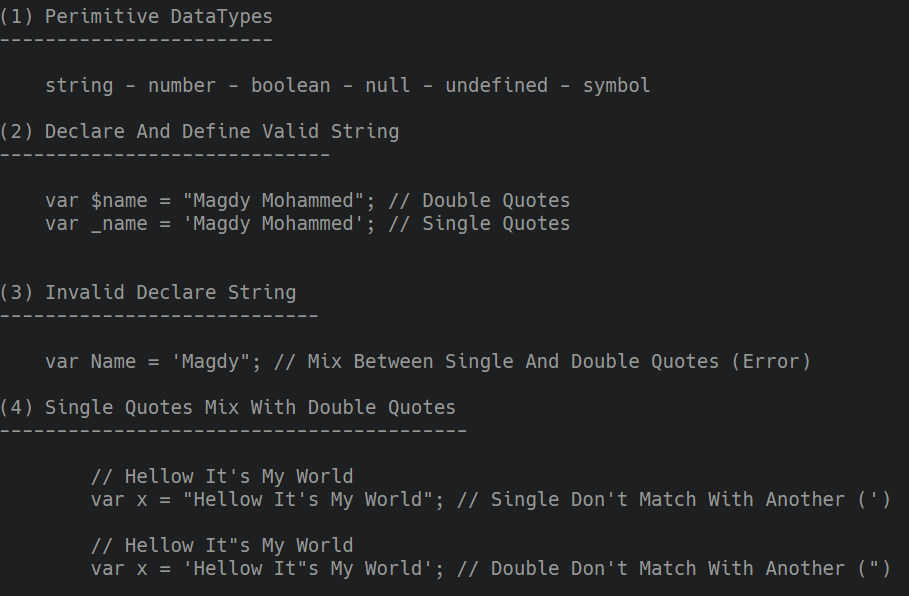 (1) Perimitive DataTypes
------------------------
string - number - boolean - null - undefined - symbol
(2) Declare And Define Valid String
-----------------------------
var $name = "Magdy Mohammed"; // Double Quotes
var _name = 'Magdy Mohammed'; // Single Quotes
(3) Invalid Declare String
----------------------------
var Name = 'Magdy"; // Mix Between Single And Double Quotes (Error)
(4) Single Quotes Mix With Double Quotes
-----------------------------------------
// Hellow It's My World
var x = "Hellow It's My World"; // Single Don't Match With Another (')
// Hellow It"s My World
var x = 'Hellow It"s My World'; // Double Don't Match With Another (")